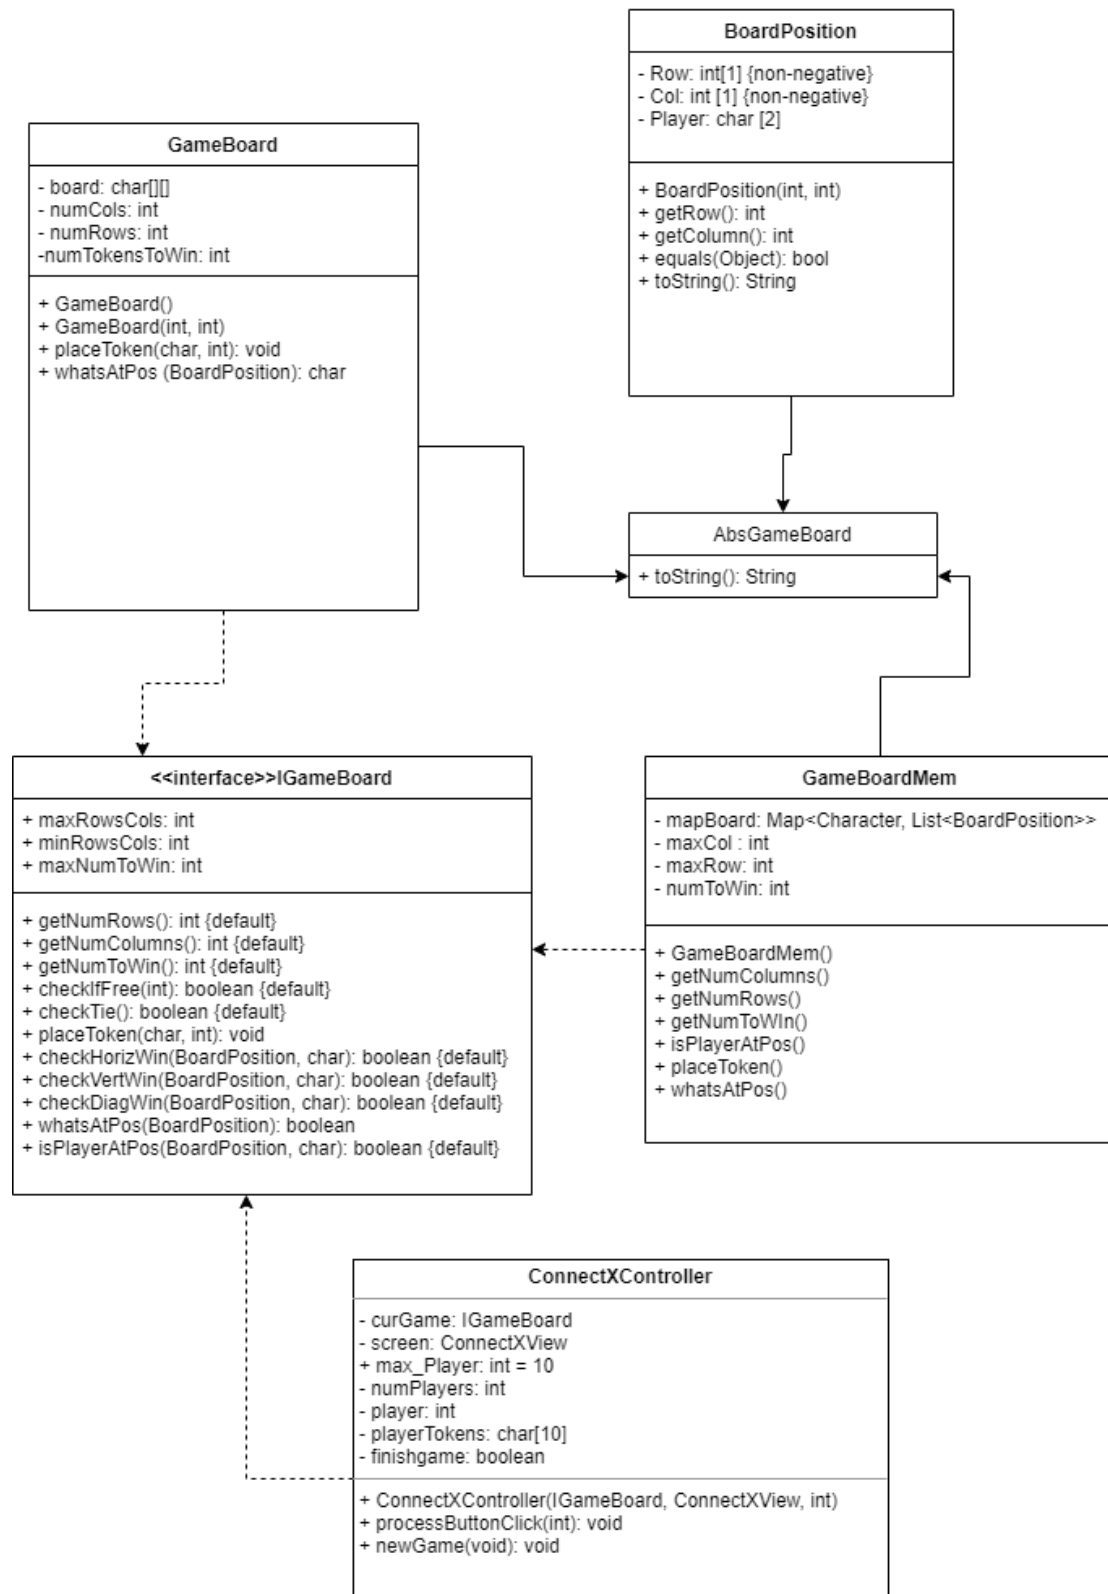 BoardPosition
- Row: int[1] {non-negative}
- Col: int [1] {non-negative}
- Player: char [2]
+ BoardPosition(int, int)
+ getRow(): int
+ getColumn(): int
+ equals(Object): bool
+ toString(): String
GameBoard
- board: char[][]
- numCols: int
- numRows: int
-numTokensToWin: int
+ GameBoard()
+ GameBoard(int, int)
+ placeToken(char, int): void
+ whatsAtPos (BoardPosition): char
AbsGameBoard
+ toString(): String
<<interface>>IGameBoard
+ maxRowsCols: int
+ minRowsCols: int
+ maxNumToWin: int
+ getNumRows(): int {default}
+ getNumColumns(): int {default}
+ getNumToWin(): int {default}
+ checkIfFree(int): boolean {default}
+ checkTie(): boolean {default}
+ placeToken(char, int): void
+ checkHorizWin(BoardPosition, char): boolean {default}
+ checkVertWin(BoardPosition, char): boolean {default}
+ checkDiagWin(BoardPosition, char): boolean {default}
+ whatsAtPos(BoardPosition): boolean
+ isPlayerAtPos(BoardPosition, char): boolean {default}
GameBoardMem
- mapBoard: Map<Character, List<BoardPosition>>
- maxCol : int
- maxRow: int
- numToWin: int
+ GameBoardMem()
+ getNumColumns()
+ getNumRows()
+ getNumToWIn()
+ isPlayerAtPos()
+ placeToken()
+ whatsAtPos()
ConnectXController
- curGame: IGameBoard
- screen: ConnectXView
+ max_Player: int = 10
- numPlayers: int
- player: int
- playerTokens: char[10]
- finishgame: boolean
+ ConnectXController(IGameBoard, ConnectXView, int)
+ processButtonClick(int): void
+ newGame(void): void